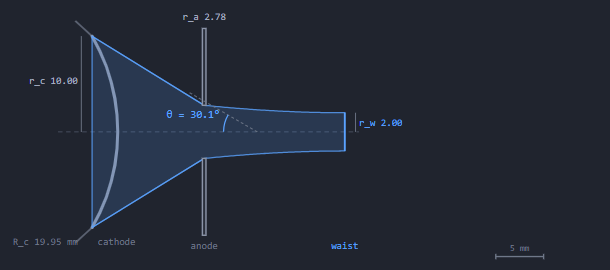 r_a 2.78
r_c 10.00
θ = 30.1°
r_w 2.00
R_c 19.95 mm
cathode
anode
waist
5 mm